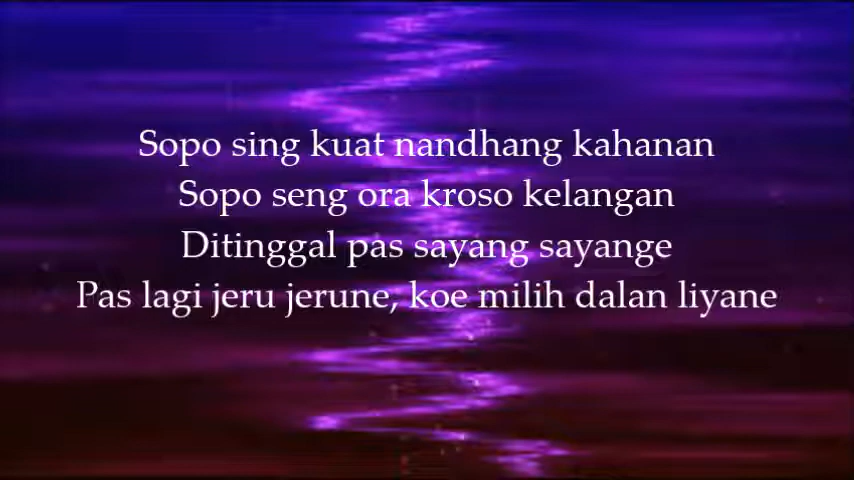 Sopo sing kuat nandhang kahanan
Sopo seng ora kroso kelangan
Ditinggal pas sayang sayange
Pas lagi jeru jerune, koe milih dalan liyane